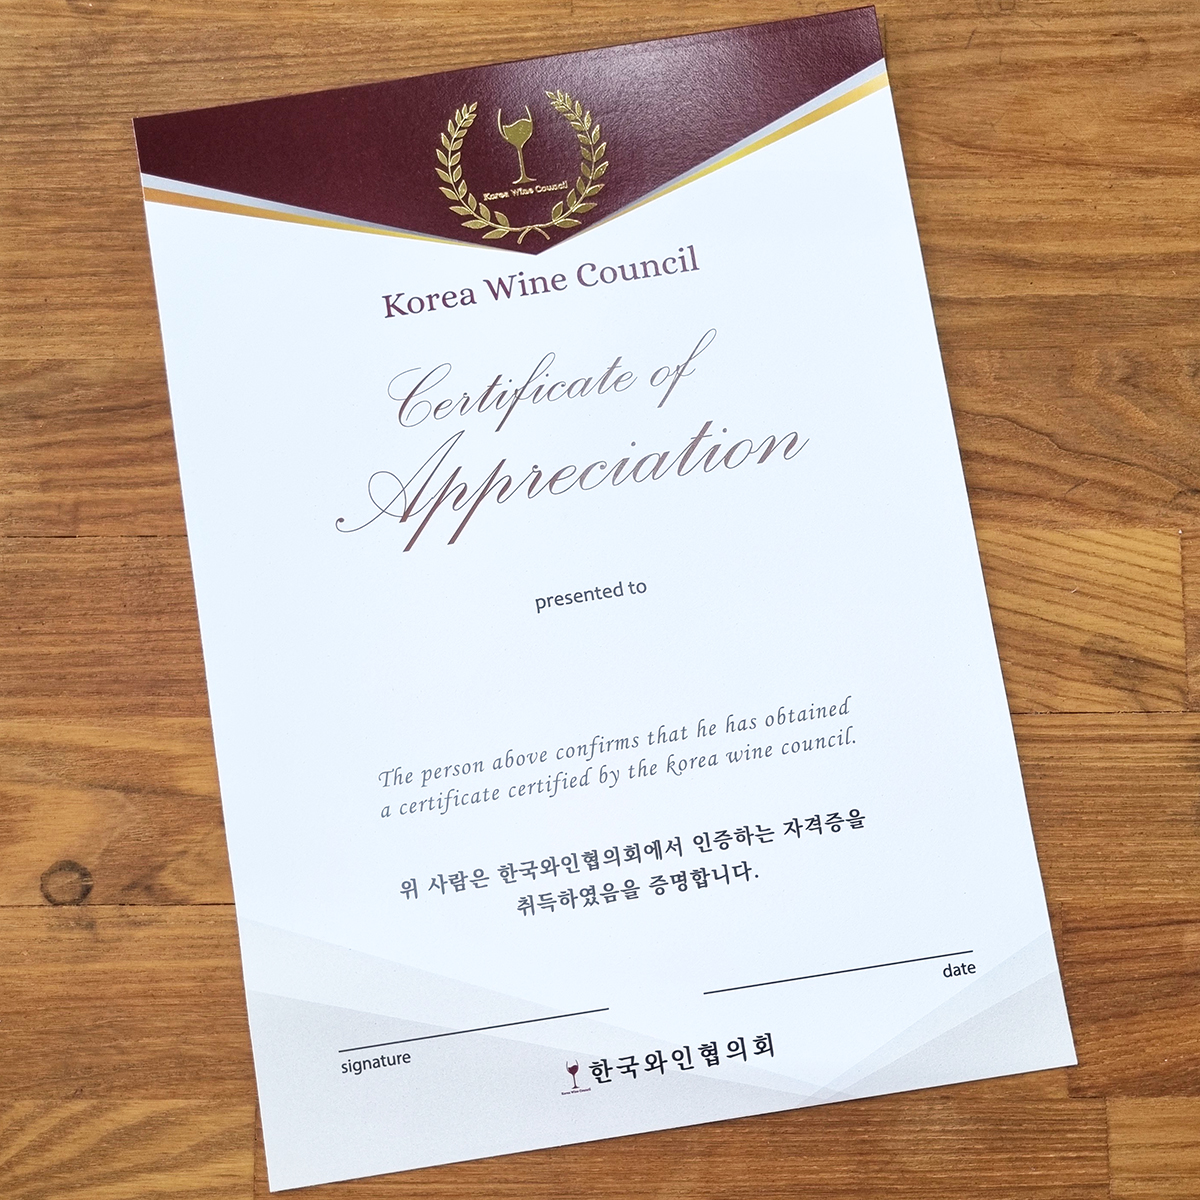 Korea Wine Council
Korea Wine Council
Certificate of
Appreciation
presented to
The person above confirms that he has obtained
a certificate certified by the korea wine council.
위 사람은 한국와인협의회에서 인증하는 자격증을
취득하였음을 증명합니다.
date
signature
한국와인협의회
Korea Wine Council